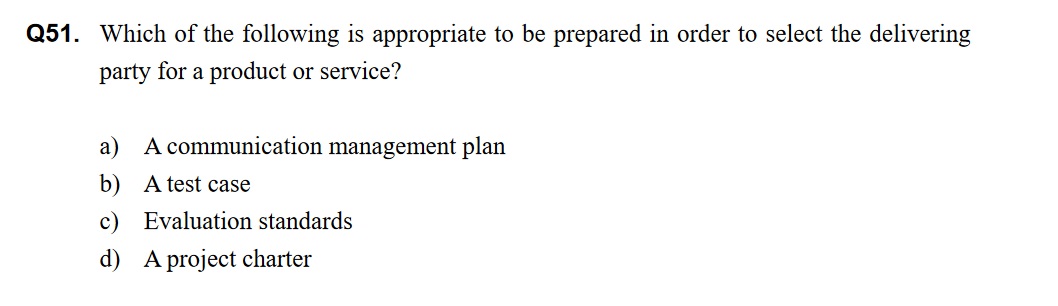 Q51. Which of the following is appropriate to be prepared in order to select the delivering
party for a product or service?
a) A communication management plan
b) A test case
c) Evaluation standards
d) A project charter